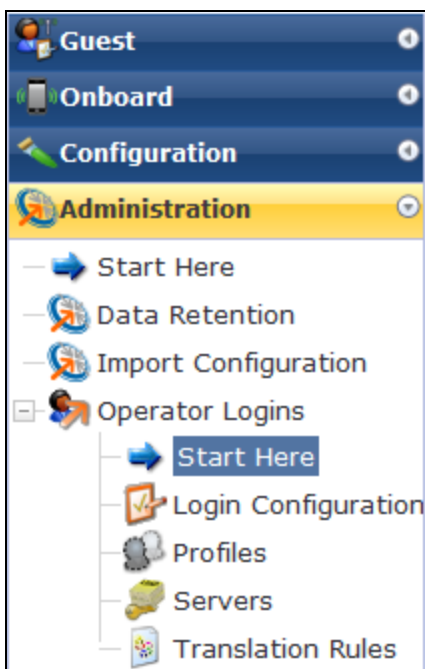 Guest
Onboard
Configuration
Administration
Start Here
Data Retention
Import Configuration
Operator Logins
Start Here
Login Configuration
Profiles
Servers
Translation Rules